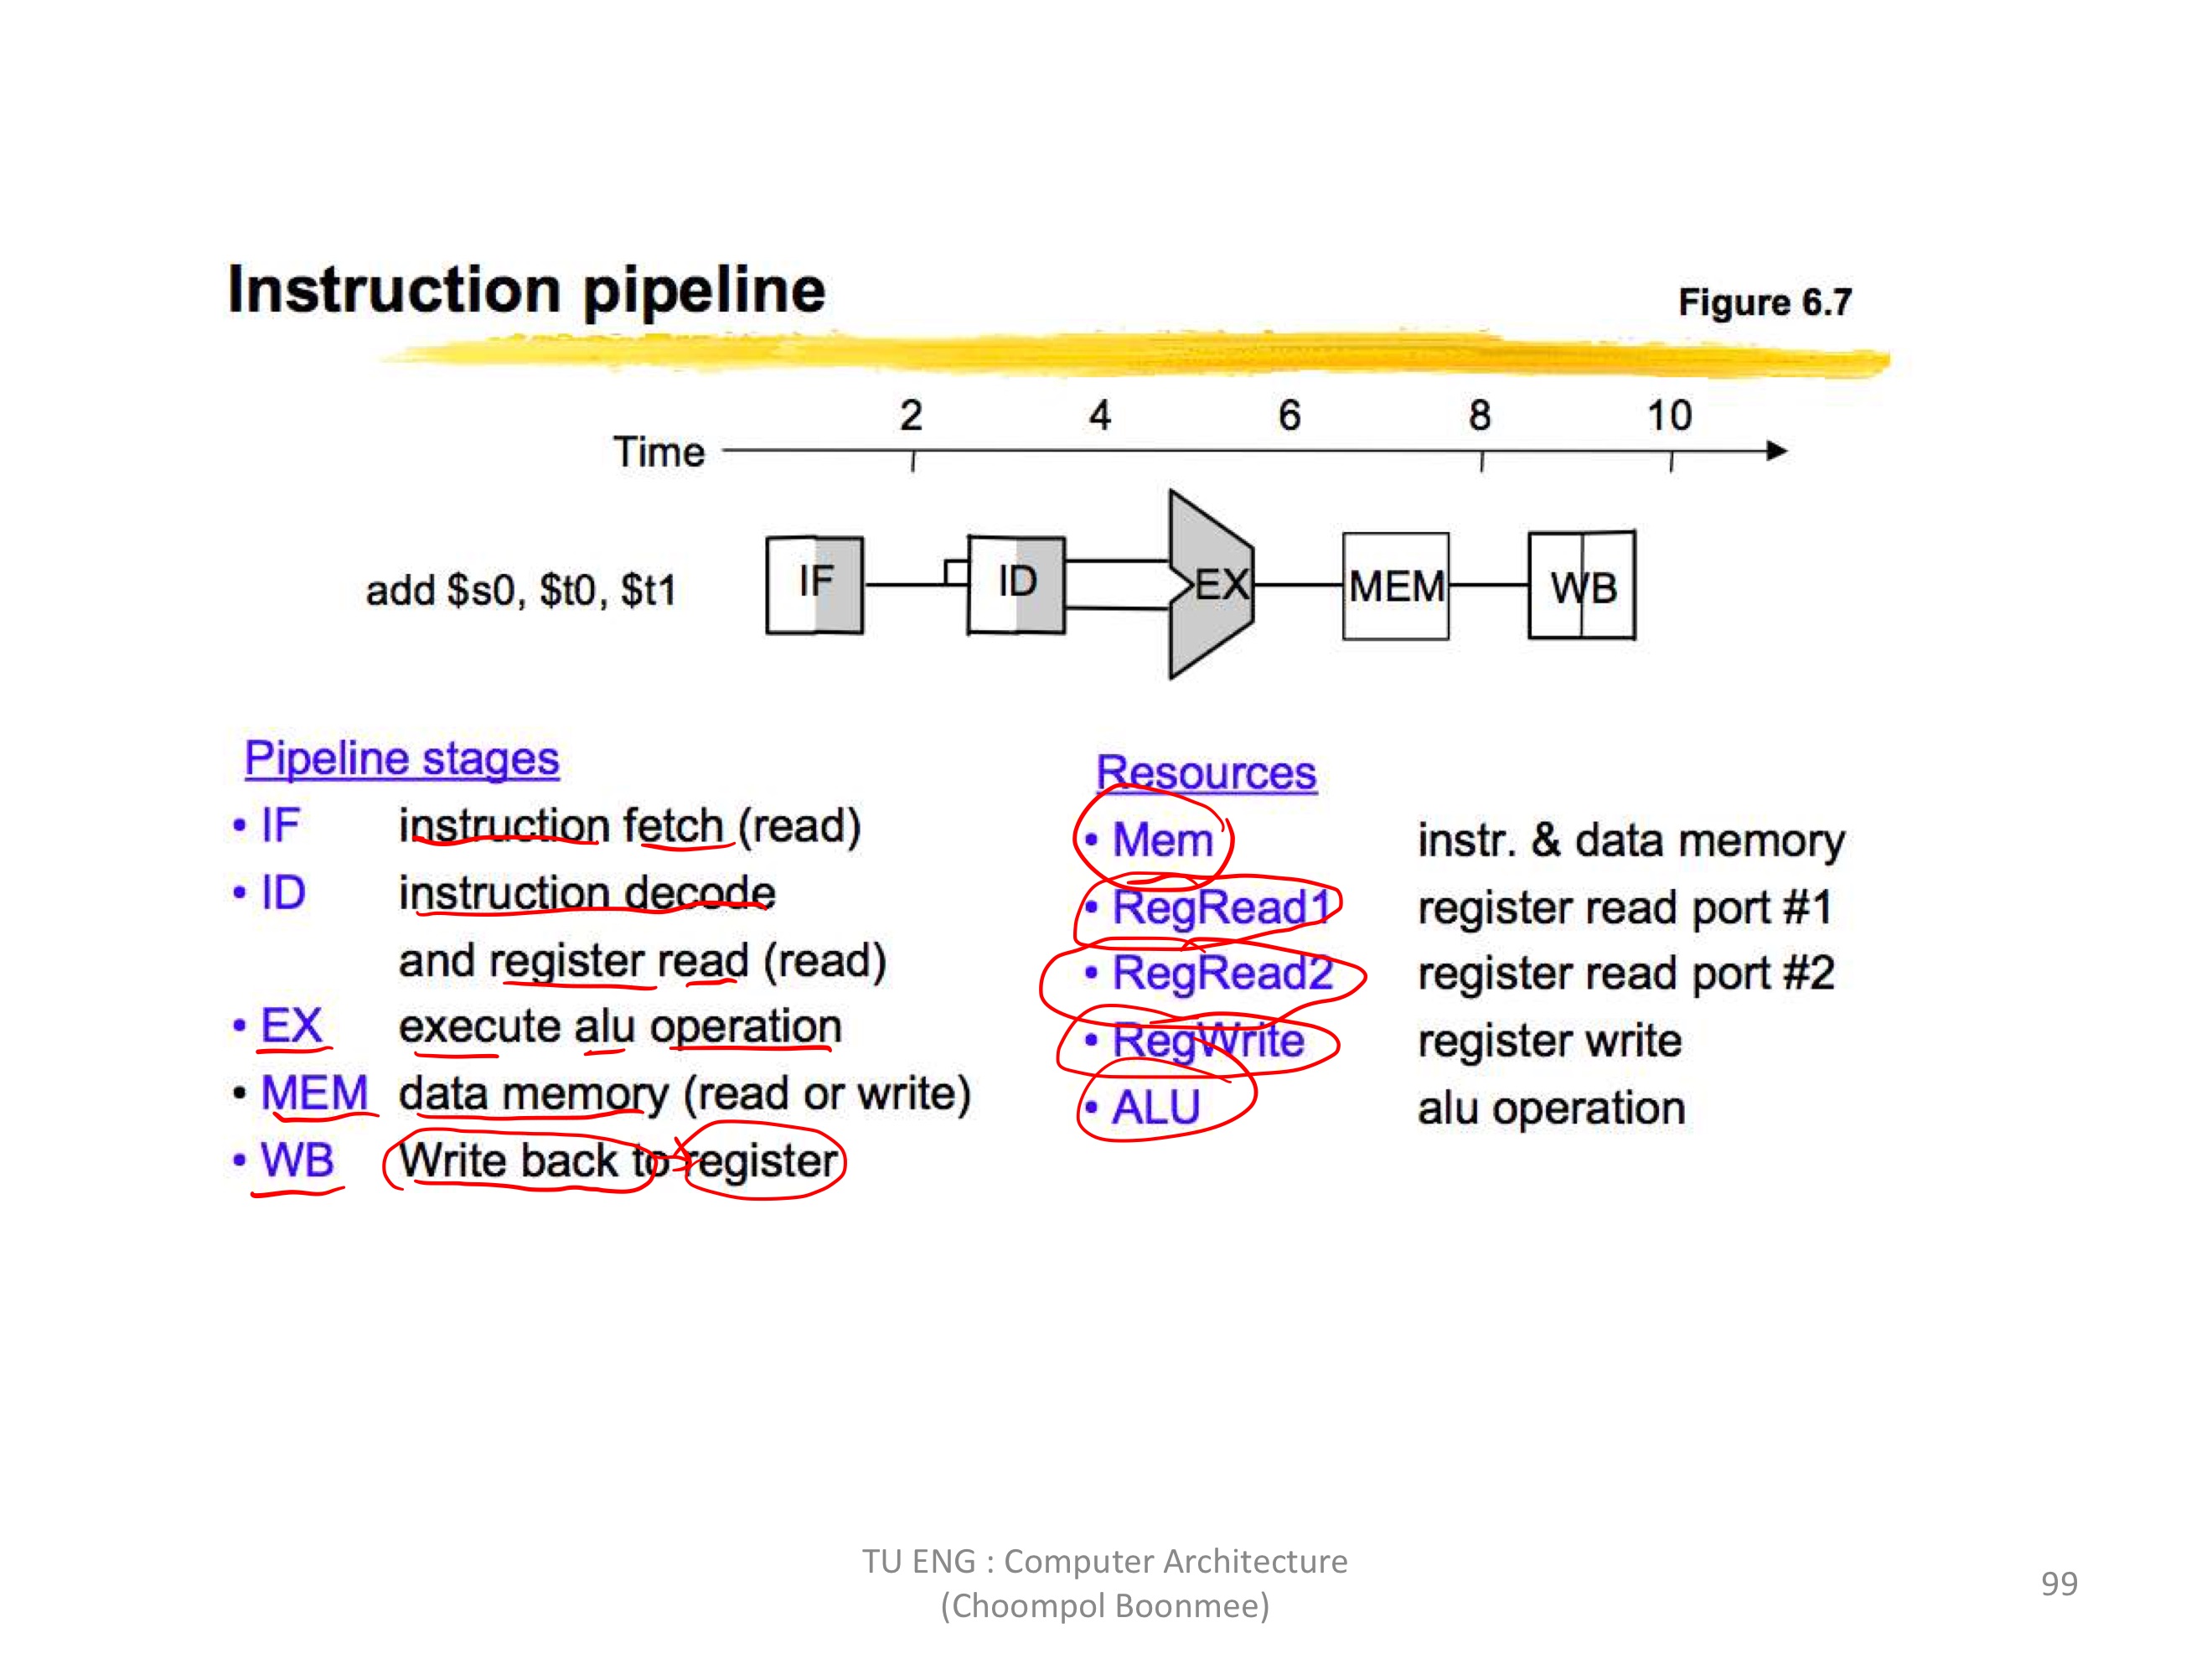 Instruction pipeline
Figure 6.7
2 4 6 8 10
Time
add $s0, $t0, $t1
IF ID EX MEM WB
Pipeline stages
• IF instruction fetch (read)
• ID instruction decode
and register read (read)
• EX execute alu operation
• MEM data memory (read or write)
• WB Write back to register
Resources
• Mem instr. & data memory
• RegRead1 register read port #1
• RegRead2 register read port #2
• RegWrite register write
• ALU alu operation
TU ENG : Computer Architecture
(Choompol Boonmee)
99